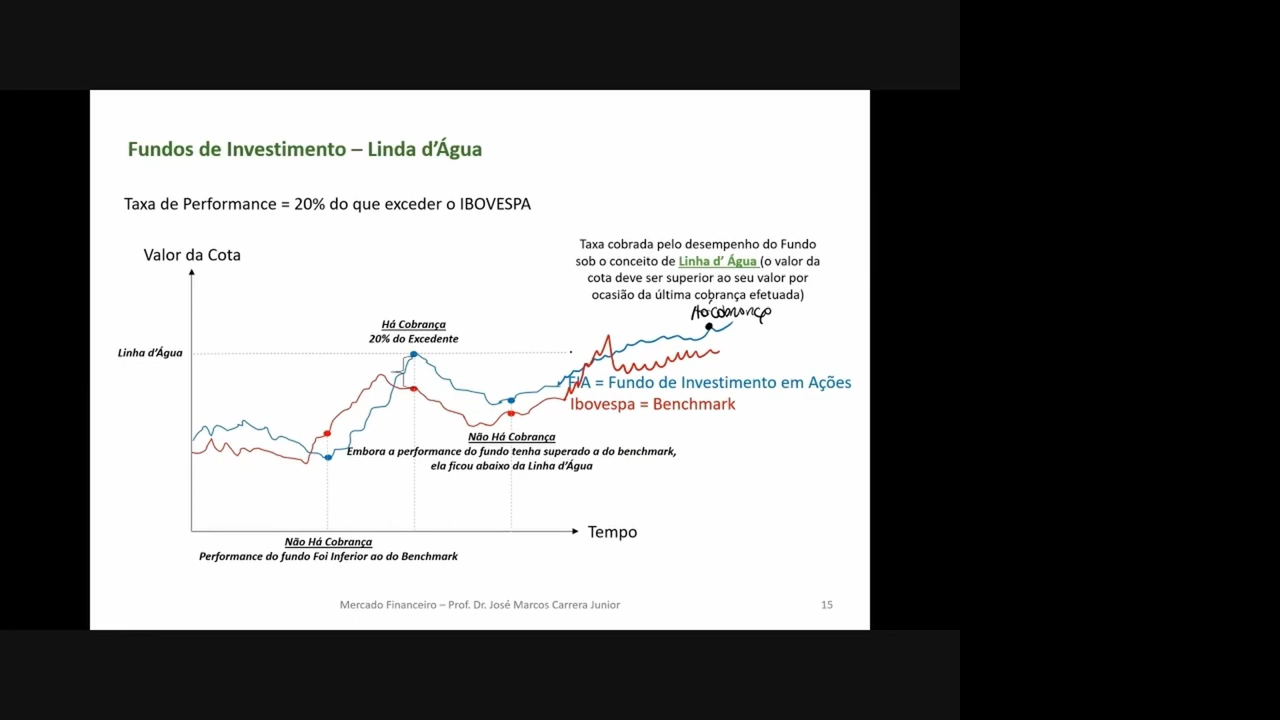 Fundos de Investimento – Linda d’Água
Taxa de Performance = 20% do que exceder o IBOVESPA
Valor da Cota
Taxa cobrada pelo desempenho do Fundo
sob o conceito de Linha d’ Água (o valor da
cota deve ser superior ao seu valor por
ocasião da última cobrança efetuada)
Há cobrança
Há Cobrança
20% do Excedente
Linha d’Água
FIA = Fundo de Investimento em Ações
Ibovespa = Benchmark
Não Há Cobrança
Embora a performance do fundo tenha superado a do benchmark,
ela ficou abaixo da Linha d’Água
Tempo
Não Há Cobrança
Performance do fundo Foi Inferior ao do Benchmark
Mercado Financeiro – Prof. Dr. José Marcos Carrera Junior
15